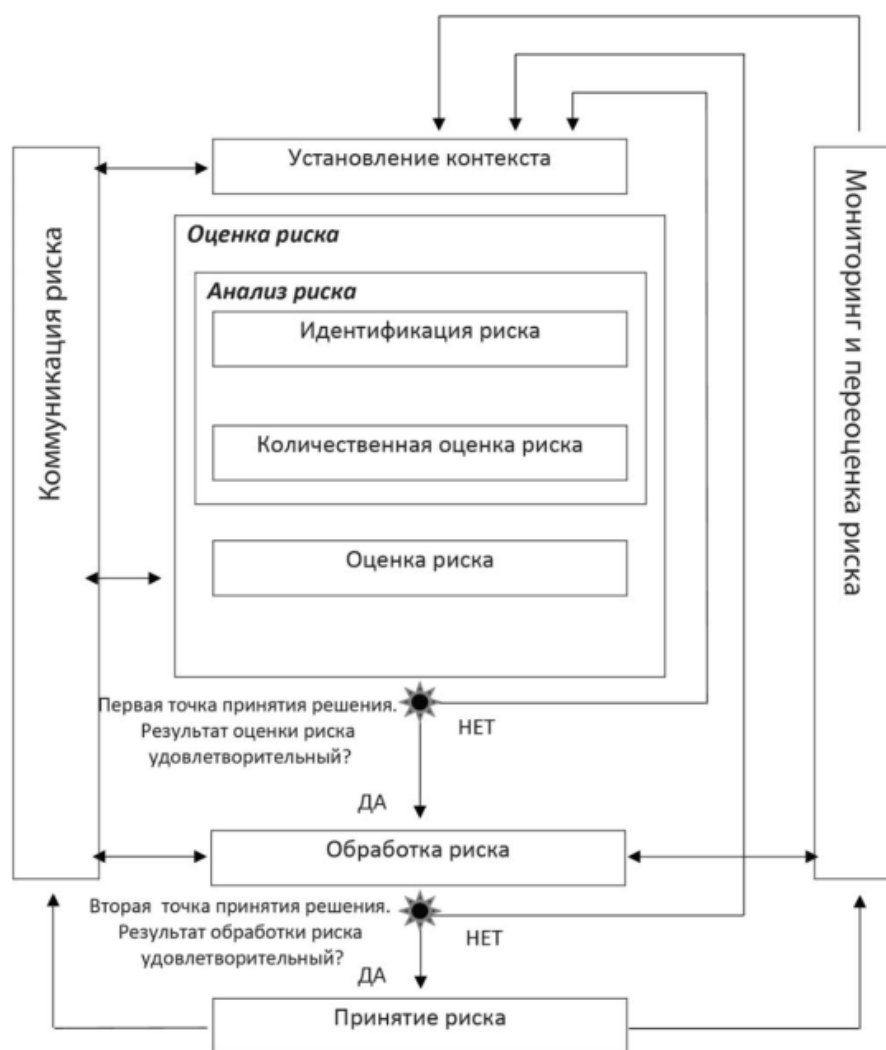 Установление контекста
Коммуникация риска
Мониторинг и переоценка риска
Оценка риска
Анализ риска
Идентификация риска
Количественная оценка риска
Оценка риска
Первая точка принятия решения.
Результат оценки риска
удовлетворительный?
НЕТ
ДА
Обработка риска
Вторая точка принятия решения.
Результат обработки риска
удовлетворительный?
НЕТ
ДА
Принятие риска